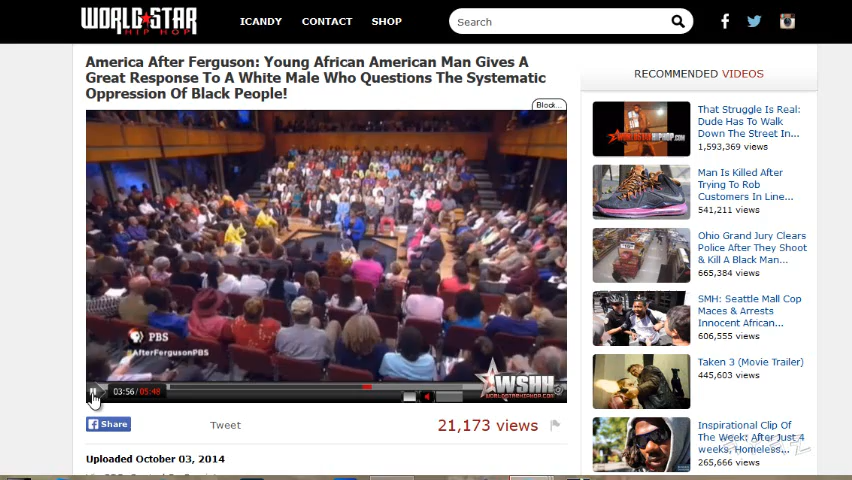 WORLD STAR
HIP HOP
ICANDY
CONTACT
SHOP
Search
America After Ferguson: Young African American Man Gives A
Great Response To A White Male Who Questions The Systematic
Oppression Of Black People!
Block...
PBS
#AfterFergusonPBS
WSHH
WORLDSTARHIPHOP.COM
03:56 / 05:48
Share
Tweet
21,173 views
Uploaded October 03, 2014
RECOMMENDED VIDEOS
WORLDSTARHIPHOP.COM
That Struggle Is Real:
Dude Has To Walk
Down The Street In...
1,593,369 views
Man Is Killed After
Trying To Rob
Customers In Line...
541,211 views
Ohio Grand Jury Clears
Police After They Shoot
& Kill A Black Man...
665,384 views
SMH: Seattle Mall Cop
Maces & Arrests
Innocent African...
606,555 views
Taken 3 (Movie Trailer)
445,603 views
Inspirational Clip Of
The Week: After Just 4
weeks, Homeless...
265,666 views